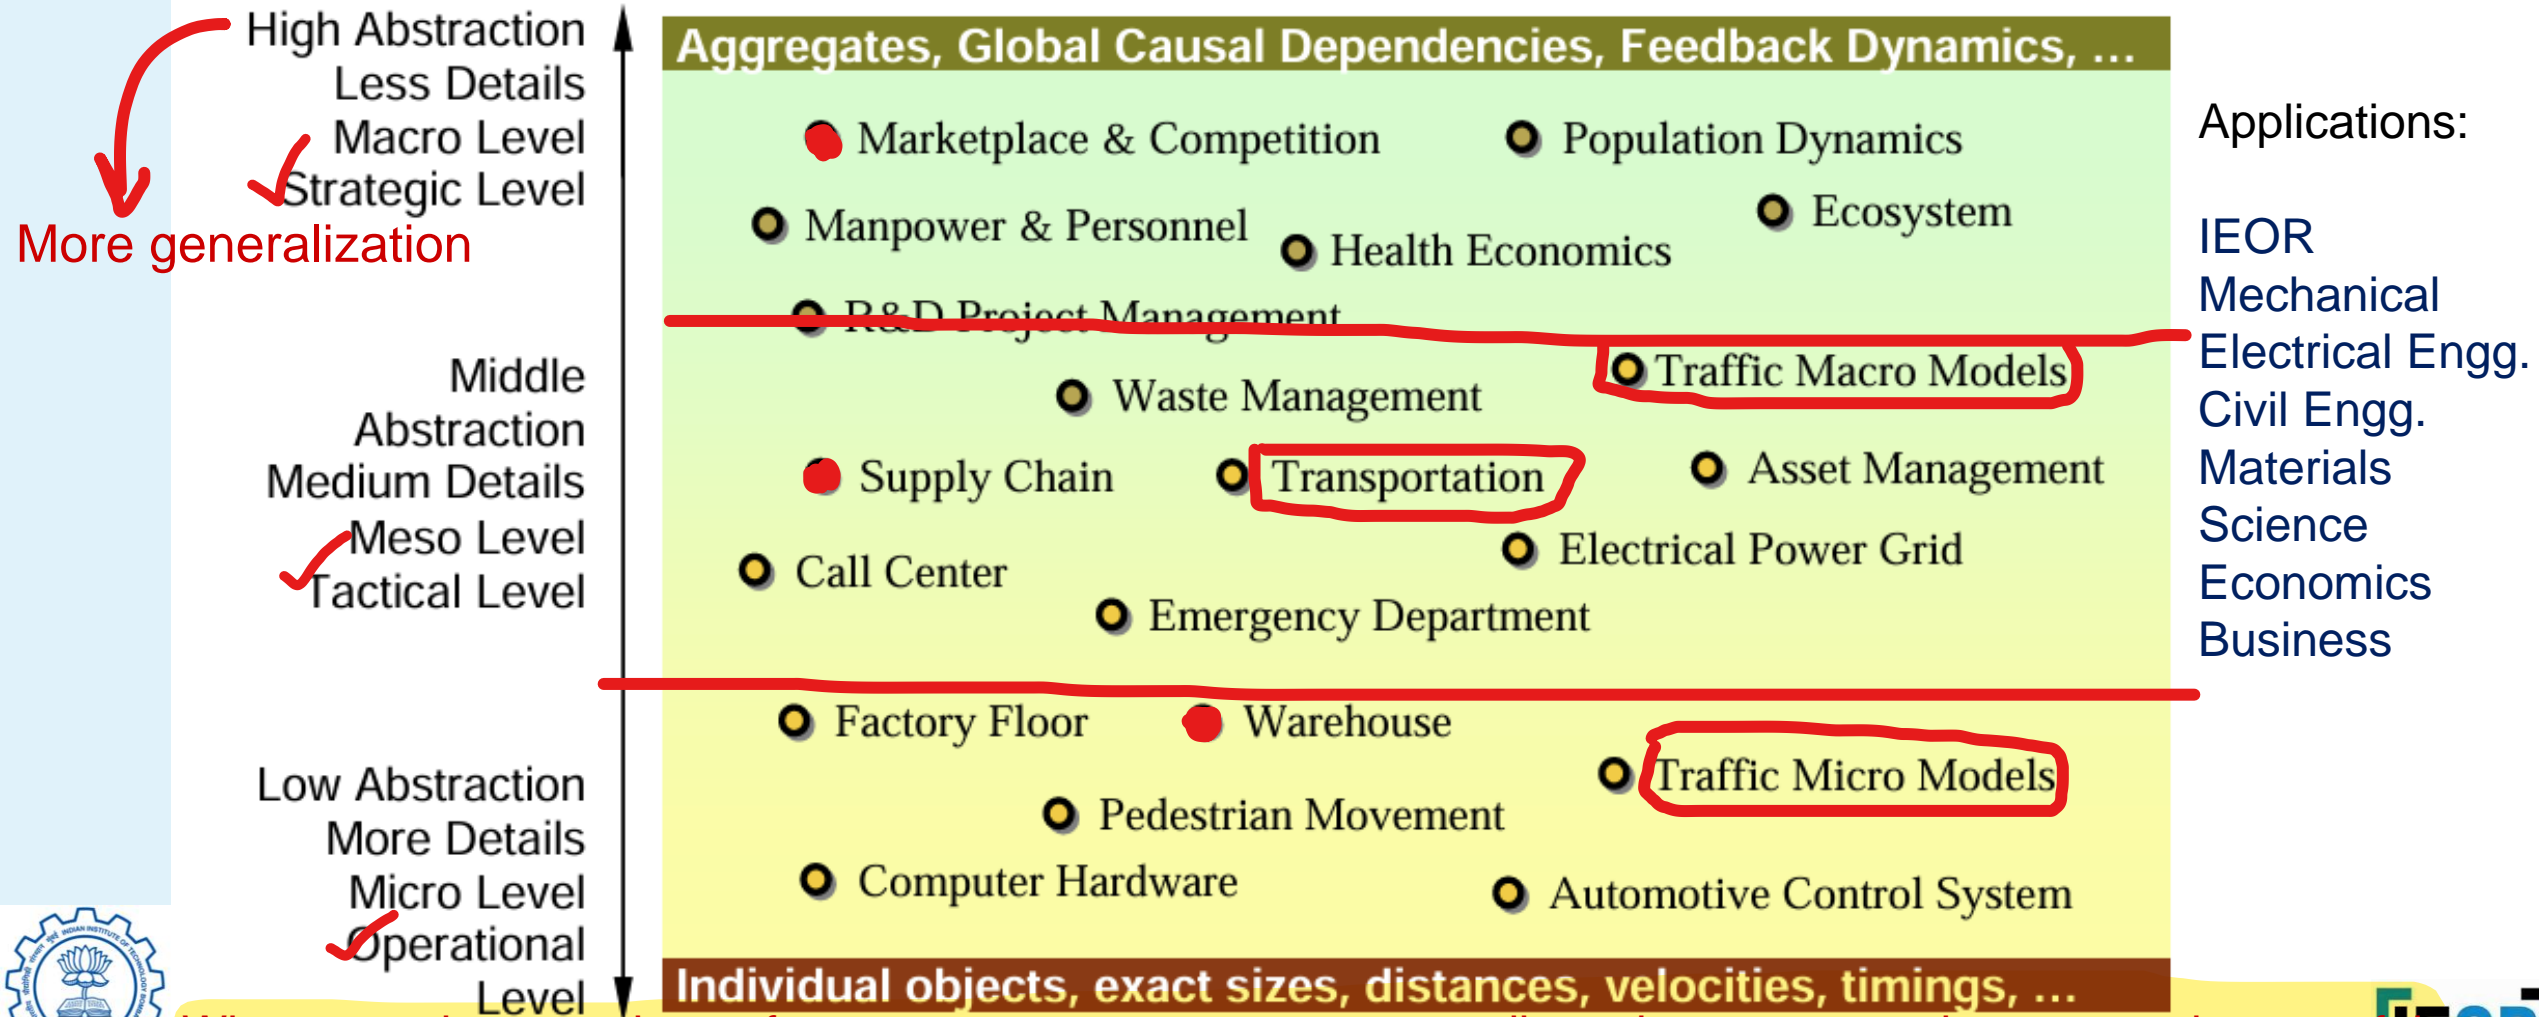 High Abstraction
Less Details
Macro Level
Strategic Level
More generalization
Middle
Abstraction
Medium Details
Meso Level
Tactical Level
Low Abstraction
More Details
Micro Level
Operational
Level
Aggregates, Global Causal Dependencies, Feedback Dynamics, ...
Marketplace & Competition
Population Dynamics
Manpower & Personnel
Ecosystem
Health Economics
R&D Project Management
Traffic Macro Models
Waste Management
Supply Chain
Transportation
Asset Management
Call Center
Electrical Power Grid
Emergency Department
Factory Floor
Warehouse
Traffic Micro Models
Pedestrian Movement
Computer Hardware
Automotive Control System
Individual objects, exact sizes, distances, velocities, timings, ...
Applications:
IEOR
Mechanical
Electrical Engg.
Civil Engg.
Materials
Science
Economics
Business